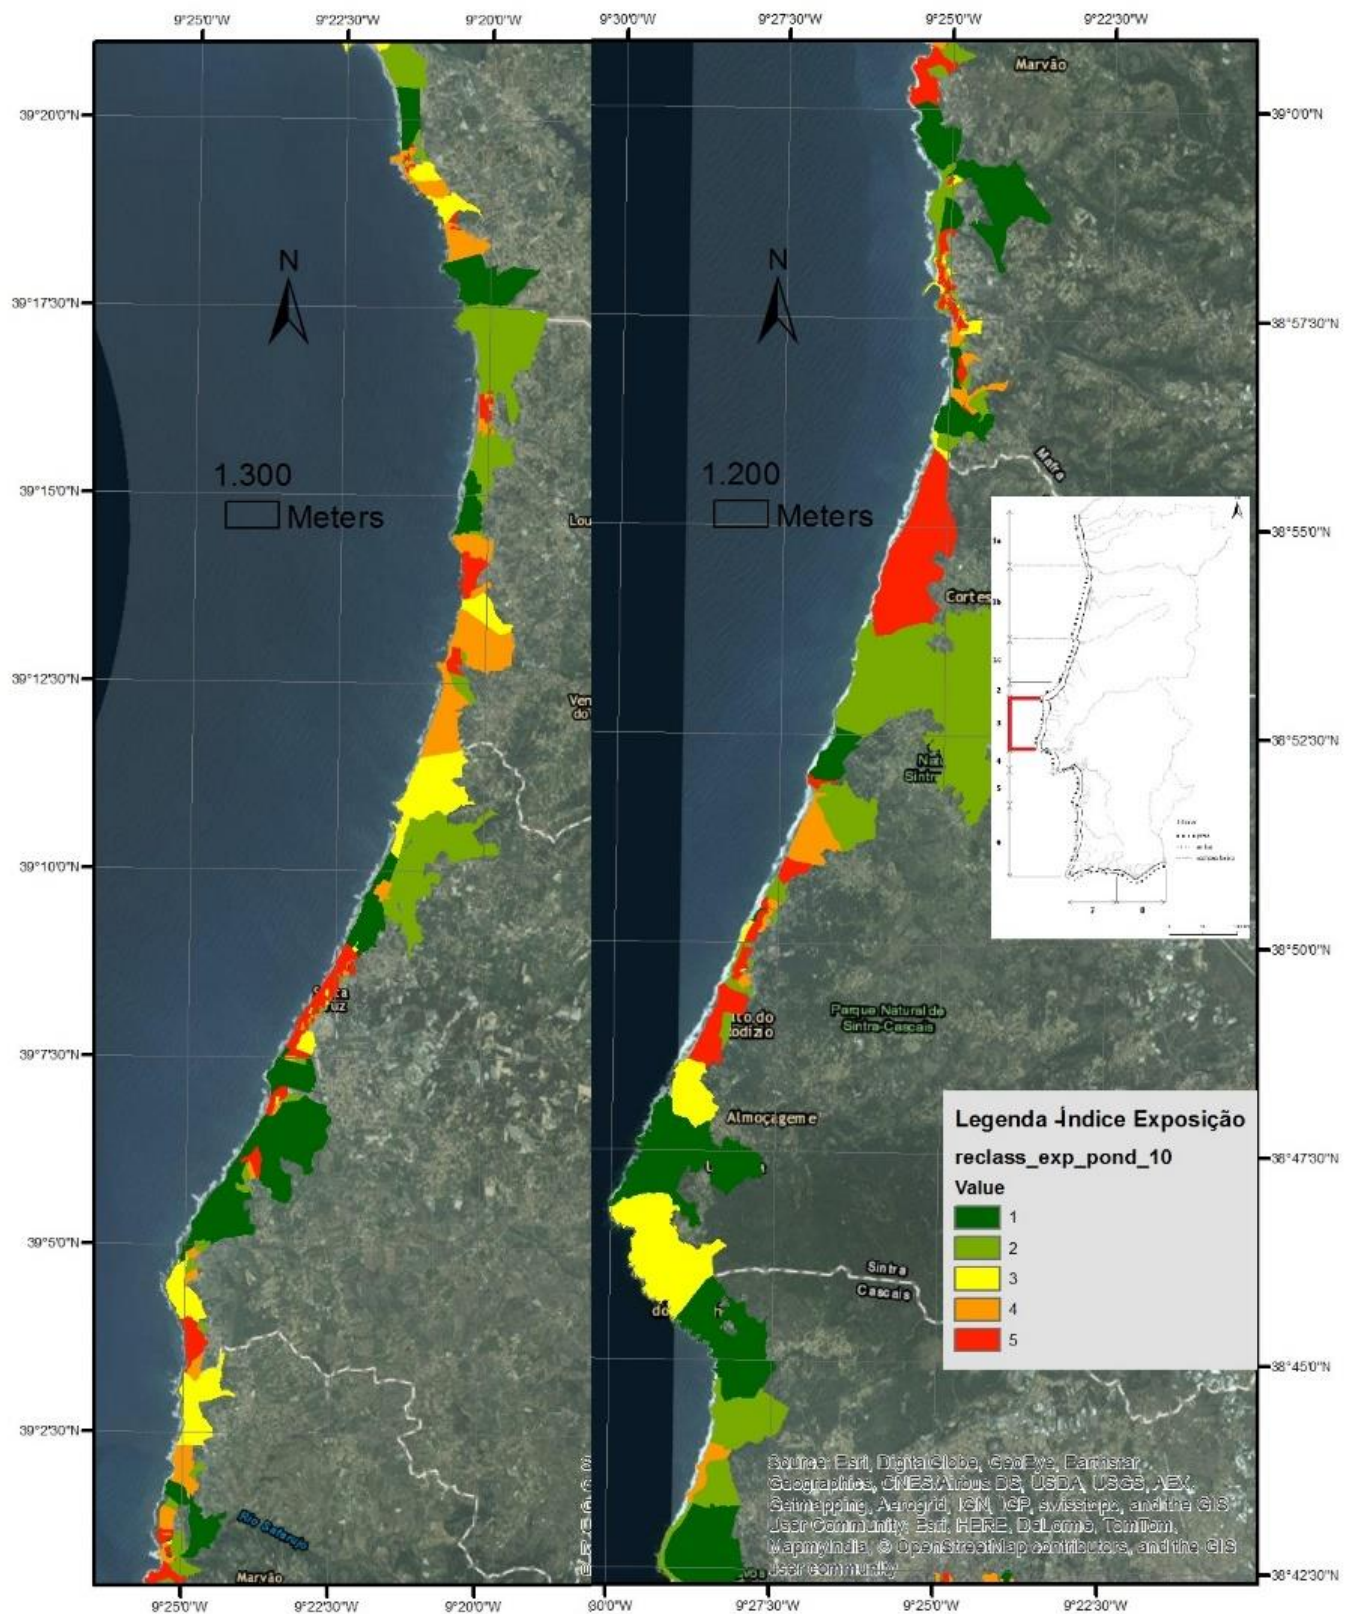 9°25'0"W 9°22'30"W 9°20'0"W 9°30'0"W 9°27'30"W 9°25'0"W 9°22'30"W
Marvão
39°20'0"N
39°0'0"N
N
N
39°17'30"N
38°57'30"N
1.300
Meters
1.200
Meters
Mafra
39°15'0"N
Lou
38°55'0"N
Cortes
39°12'30"N
Ven
do
38°52'30"N
Nat
Sintr
39°10'0"N
38°50'0"N
Parque Natural de
Sintra-Cascais
39°7'30"N
Almoçageme
Legenda -Índice Exposição
reclass_exp_pond_10
Value
1
2
3
4
5
38°47'30"N
39°5'0"N
Sintra
Cascais
38°45'0"N
39°2'30"N
Source: Esri, DigitalGlobe, GeoEye, Earthstar
Geographics, CNES/Airbus DS, USDA, USGS, AEX,
Getmapping, Aerogrid, IGN, IGP, swisstopo, and the GIS
User Community; Esri, HERE, DeLorme, TomTom,
MapmyIndia, © OpenStreetMap contributors, and the GIS
user community
Marvão
38°42'30"N
9°25'0"W 9°22'30"W 9°20'0"W 30'0"W 9°27'30"W 9°25'0"W 9°22'30"W